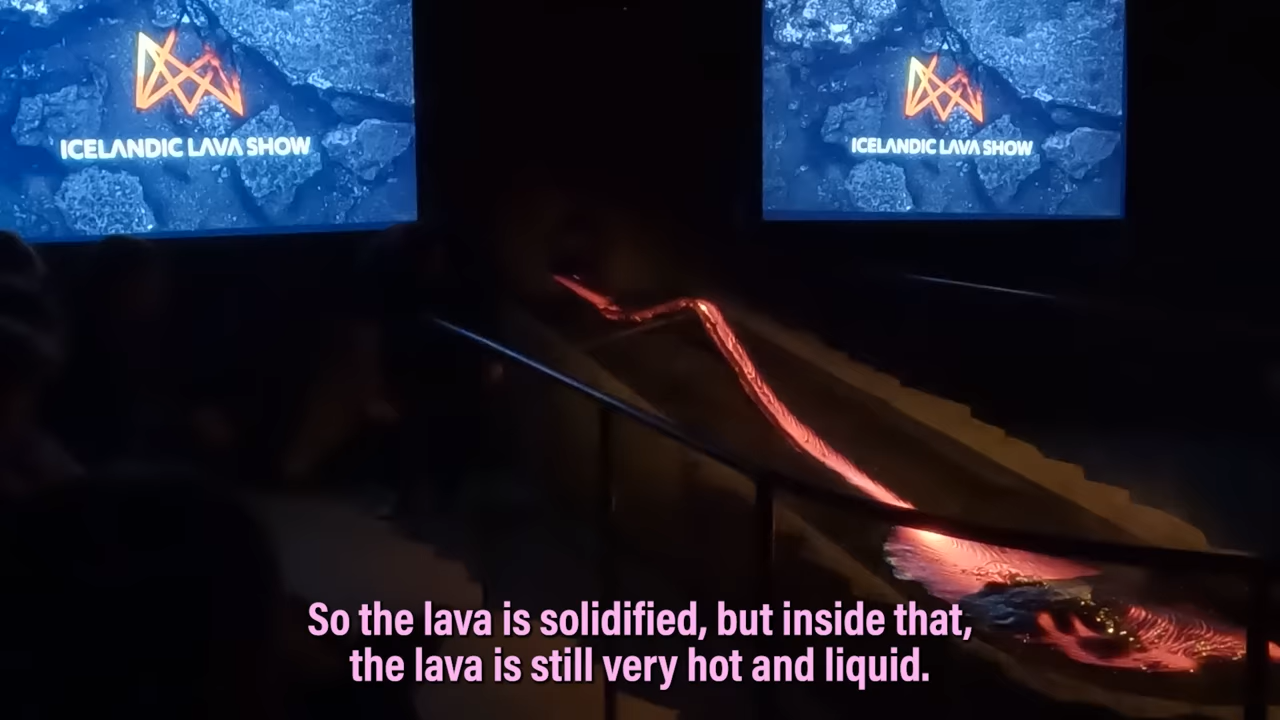 ICELANDIC LAVA SHOW
ICELANDIC LAVA SHOW
So the lava is solidified, but inside that,
the lava is still very hot and liquid.